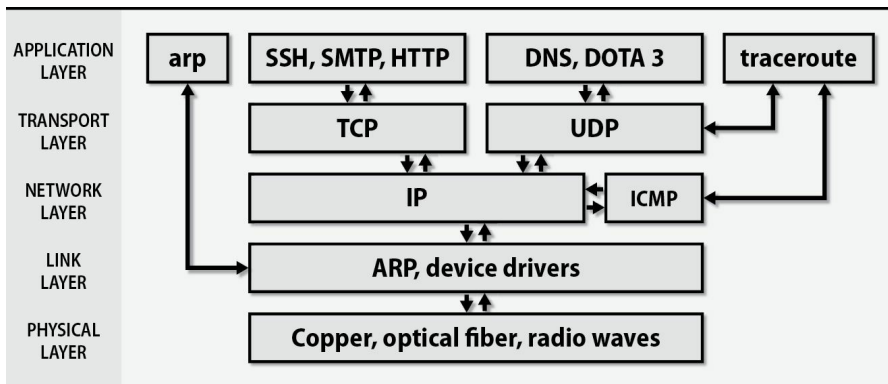 APPLICATION
LAYER
arp
SSH, SMTP, HTTP
DNS, DOTA 3
traceroute
TRANSPORT
LAYER
TCP
UDP
NETWORK
LAYER
IP
ICMP
LINK
LAYER
ARP, device drivers
PHYSICAL
LAYER
Copper, optical fiber, radio waves